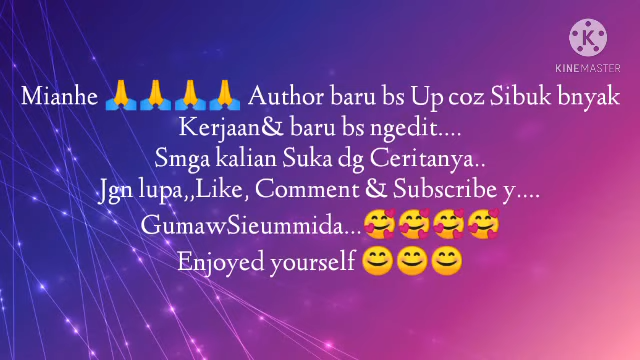 KINEMASTER
Mianhe 🙏🙏🙏🙏 Author baru bs Up coz Sibuk bnyak
Kerjaan& baru bs ngedit....
Smga kalian Suka dg Ceritanya..
Jgn lupa,,Like, Comment & Subscribe y....
GumawSieummida...🥰🥰🥰🥰
Enjoyed yourself 😊😊😊